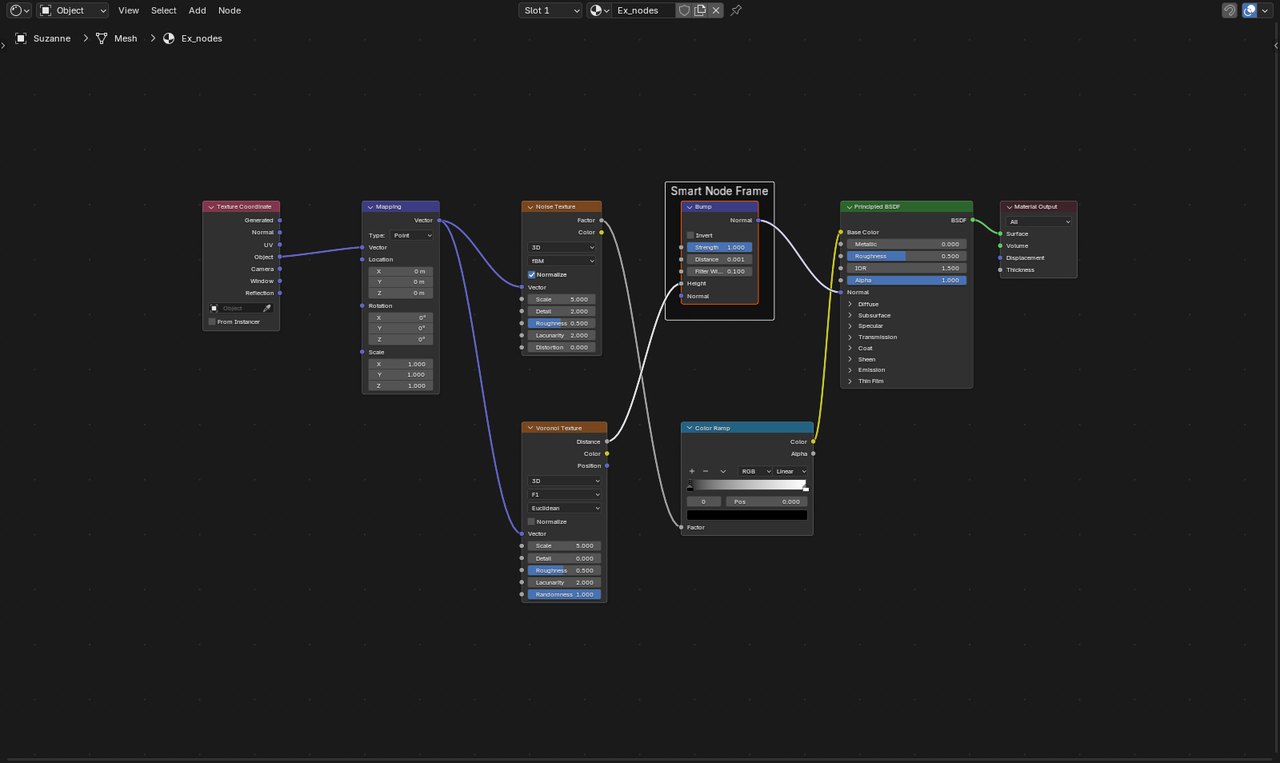 Object View Select Add Node Slot 1 Ex_nodes
Suzanne Mesh Ex_nodes
Texture Coordinate
Generated
Normal
UV
Object
Camera
Window
Reflection
Object
From Instancer
Mapping
Vector
Type: Point
Vector
Location
X 0 m
Y 0 m
Z 0 m
Rotation
X 0°
Y 0°
Z 0°
Scale
X 1.000
Y 1.000
Z 1.000
Noise Texture
Factor
Color
3D
fBM
Normalize
Vector
Scale 5.000
Detail 2.000
Roughness 0.500
Lacunarity 2.000
Distortion 0.000
Voronoi Texture
Distance
Color
Position
3D
F1
Euclidean
Normalize
Vector
Scale 5.000
Detail 0.000
Roughness 0.500
Lacunarity 2.000
Randomness 1.000
Smart Node Frame
Bump
Normal
Invert
Strength 1.000
Distance 0.001
Filter Wi... 0.100
Height
Normal
Color Ramp
Color
Alpha
RGB Linear
0 Pos 0.000
Factor
Principled BSDF
BSDF
Base Color
Metallic 0.000
Roughness 0.500
IOR 1.500
Alpha 1.000
Normal
Diffuse
Subsurface
Specular
Transmission
Coat
Sheen
Emission
Thin Film
Material Output
All
Surface
Volume
Displacement
Thickness